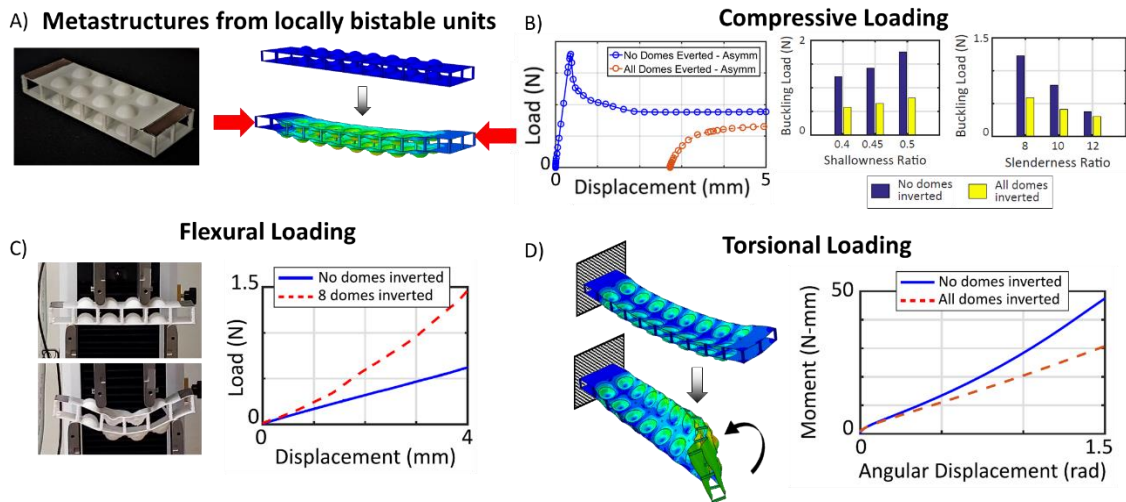 A) Metastructures from locally bistable units
B) Compressive Loading
Load (N)
0
0
5
Displacement (mm)
No Domes Everted - Asymm
All Domes Everted - Asymm
Buckling Load (N)
2
0
0.4 0.45 0.5
Shallowness Ratio
Buckling Load (N)
1.5
0
8 10 12
Slenderness Ratio
No domes
inverted
All domes
inverted
C) Flexural Loading
No domes inverted
8 domes inverted
Load (N)
1.5
0
0
4
Displacement (mm)
D) Torsional Loading
No domes inverted
All domes inverted
Moment (N-mm)
50
0
0
1.5
Angular Displacement (rad)